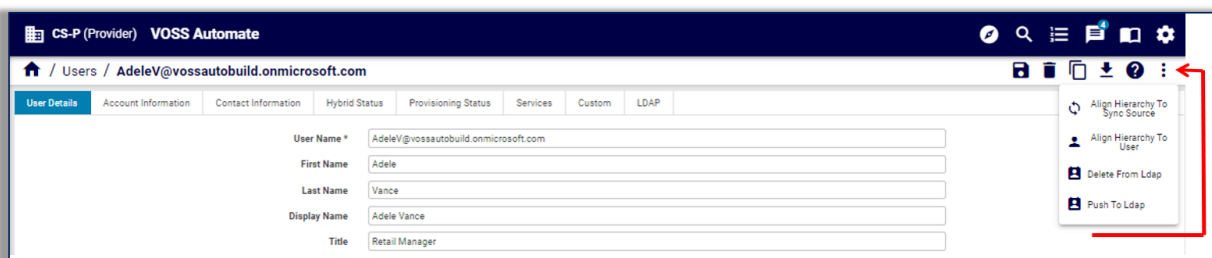 CS-P (Provider) VOSS Automate
4
/ Users / AdeleV@vossautobuild.onmicrosoft.com
User Details Account Information Contact Information Hybrid Status Provisioning Status Services Custom LDAP
Align Hierarchy To
Sync Source
Align Hierarchy To
User
Delete From Ldap
Push To Ldap
User Name * AdeleV@vossautobuild.onmicrosoft.com
First Name Adele
Last Name Vance
Display Name Adele Vance
Title Retail Manager